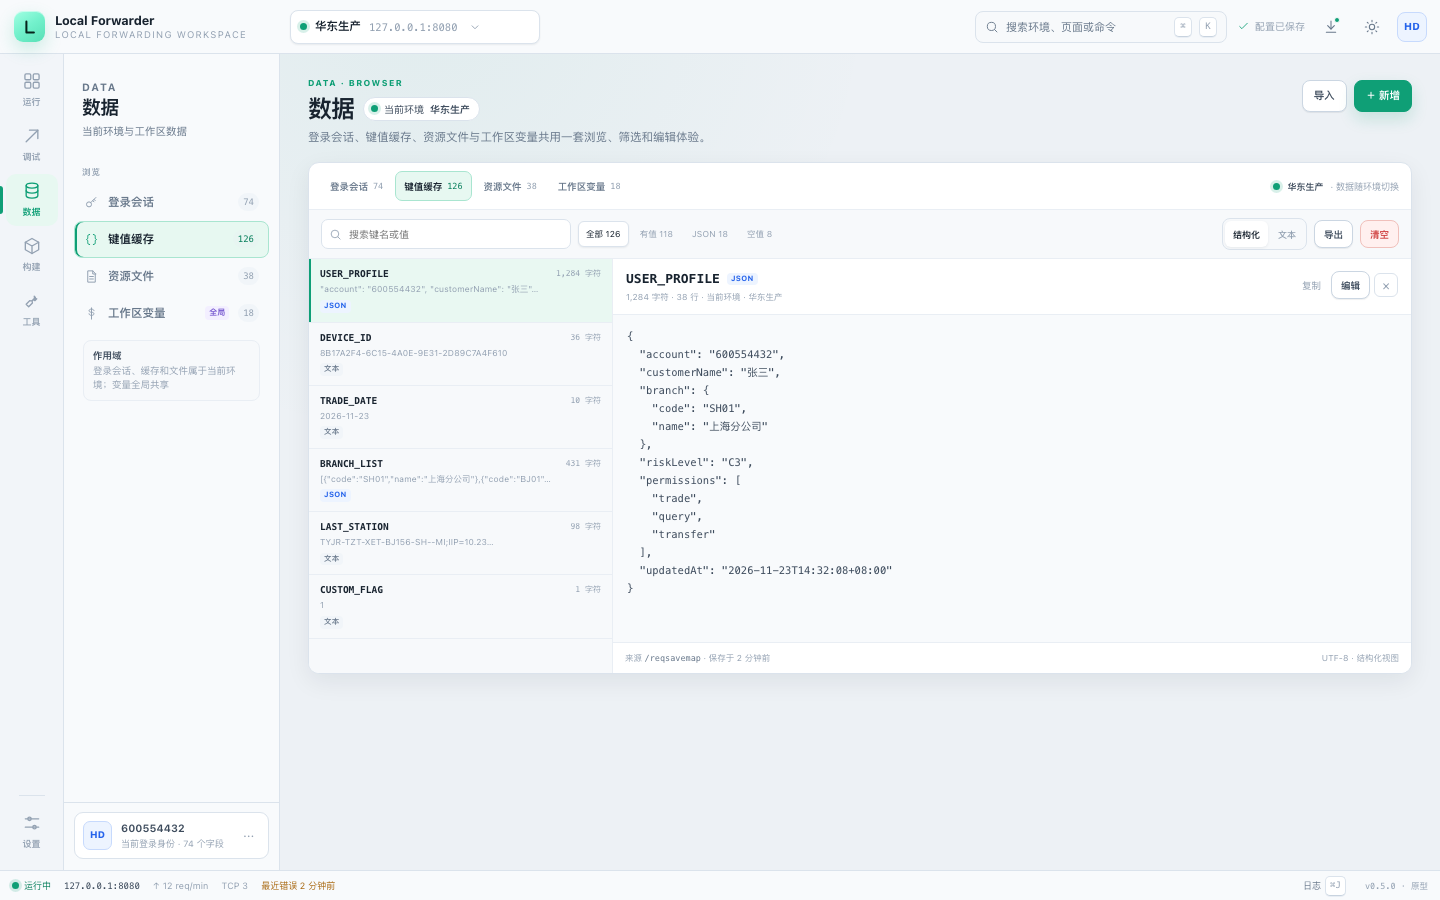 L
Local Forwarder
LOCAL FORWARDING WORKSPACE
华东生产 127.0.0.1:8080
搜索环境、页面或命令 ⌘ K
配置已保存
HD
运行
调试
数据
构建
工具
设置
DATA
数据
当前环境与工作区数据
浏览
登录会话 74
{} 键值缓存 126
资源文件 38
$ 工作区变量 全局 18
作用域
登录会话、缓存和文件属于当前环
境；变量全局共享
HD
600554432
当前登录身份 · 74 个字段
···
DATA · BROWSER
数据
当前环境 华东生产
登录会话、键值缓存、资源文件与工作区变量共用一套浏览、筛选和编辑体验。
导入
+ 新增
登录会话 74 键值缓存 126 资源文件 38 工作区变量 18
华东生产 · 数据随环境切换
搜索键名或值
全部 126 有值 118 JSON 18 空值 8
结构化 文本 导出 清空
USER_PROFILE 1,284 字符
"account": "600554432", "customerName": "张三"...
JSON
DEVICE_ID 36 字符
8B17A2F4-6C15-4A0E-9E31-2D89C7A4F610
文本
TRADE_DATE 10 字符
2026-11-23
文本
BRANCH_LIST 431 字符
[{"code":"SH01","name":"上海分公司"},{"code":"BJ01"...
JSON
LAST_STATION 98 字符
TYJR-TZT-XET-BJ156-SH--MI;IIP=10.23...
文本
CUSTOM_FLAG 1 字符
1
文本
USER_PROFILE JSON
1,284 字符 · 38 行 · 当前环境 · 华东生产
复制 编辑 ×
{
"account": "600554432",
"customerName": "张三",
"branch": {
"code": "SH01",
"name": "上海分公司"
},
"riskLevel": "C3",
"permissions": [
"trade",
"query",
"transfer"
],
"updatedAt": "2026-11-23T14:32:08+08:00"
}
来源 /reqsavemap · 保存于 2 分钟前
UTF-8 · 结构化视图
运行中 127.0.0.1:8080 ↑ 12 req/min TCP 3 最近错误 2 分钟前
日志 ⌘J v0.5.0 · 原型